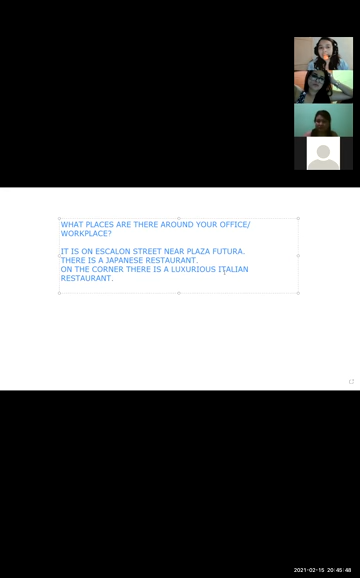 WHAT PLACES ARE THERE AROUND YOUR OFFICE/
WORKPLACE?
IT IS ON ESCALON STREET NEAR PLAZA FUTURA.
THERE IS A JAPANESE RESTAURANT.
ON THE CORNER THERE IS A LUXURIOUS ITALIAN
RESTAURANT.
2021-02-15 20:45:48